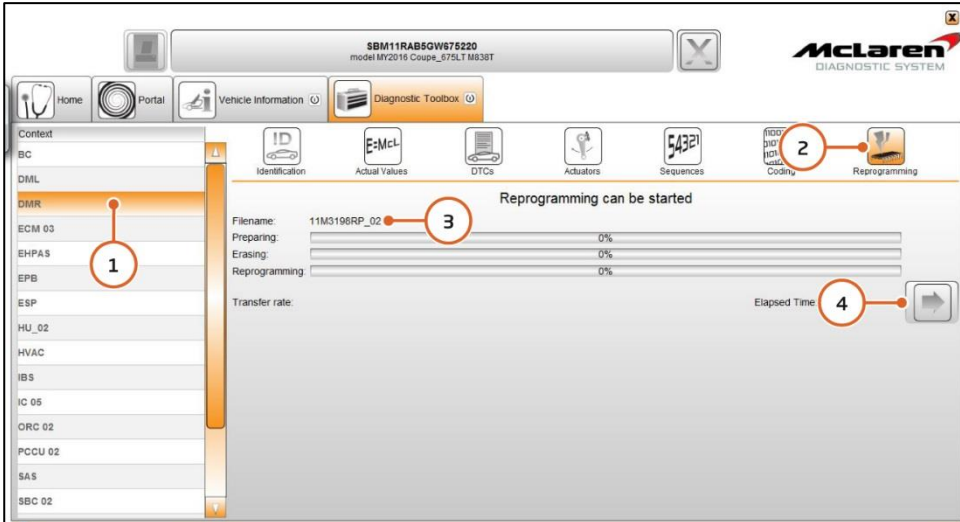 SBM11RAB5GW675220
model MY2016 Coupe_675LT M838T
McLaren
DIAGNOSTIC SYSTEM
Home
Portal
Vehicle Information
Diagnostic Toolbox
Context
BC
DML
DMR
ECM 03
EHPAS
EPB
ESP
HU_02
HVAC
IBS
IC 05
ORC 02
PCCU 02
SAS
SBC 02
1
ID
Identification
E=McL
Actual Values
DTCs
Actuators
54321
Sequences
Coding
2
Reprogramming
Reprogramming can be started
Filename: 11M3196RP_02
3
Preparing: 0%
Erasing: 0%
Reprogramming: 0%
Transfer rate:
Elapsed Time
4